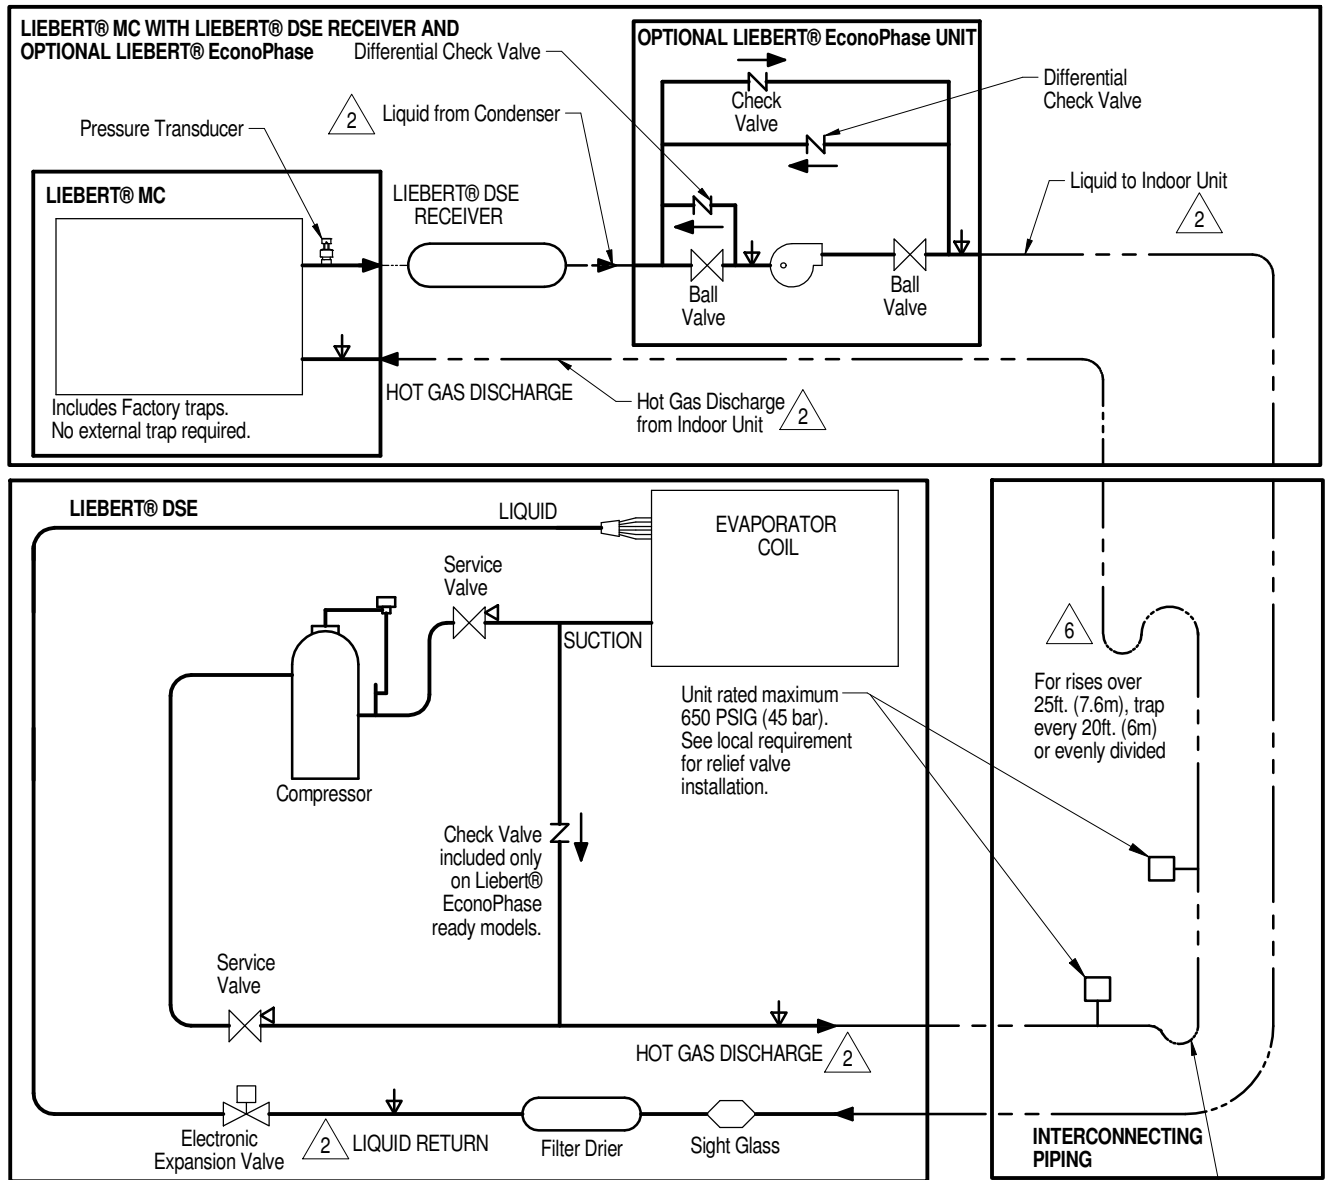 LIEBERT® MC WITH LIEBERT® DSE RECEIVER AND
OPTIONAL LIEBERT® EconoPhase
Differential Check Valve
OPTIONAL LIEBERT® EconoPhase UNIT
Check
Valve
Differential
Check Valve
2
Liquid from Condenser
Pressure Transducer
LIEBERT® MC
LIEBERT® DSE
RECEIVER
Liquid to Indoor Unit
2
Ball
Valve
Ball
Valve
HOT GAS DISCHARGE
Hot Gas Discharge
from Indoor Unit
2
Includes Factory traps.
No external trap required.
LIEBERT® DSE
LIQUID
EVAPORATOR
COIL
Service
Valve
SUCTION
Compressor
Unit rated maximum
650 PSIG (45 bar).
See local requirement
for relief valve
installation.
6
For rises over
25ft. (7.6m), trap
every 20ft. (6m)
or evenly divided
Check Valve
included only
on Liebert®
EconoPhase
ready models.
Service
Valve
HOT GAS DISCHARGE
2
Electronic
Expansion Valve
2
LIQUID RETURN
Filter Drier
Sight Glass
INTERCONNECTING
PIPING